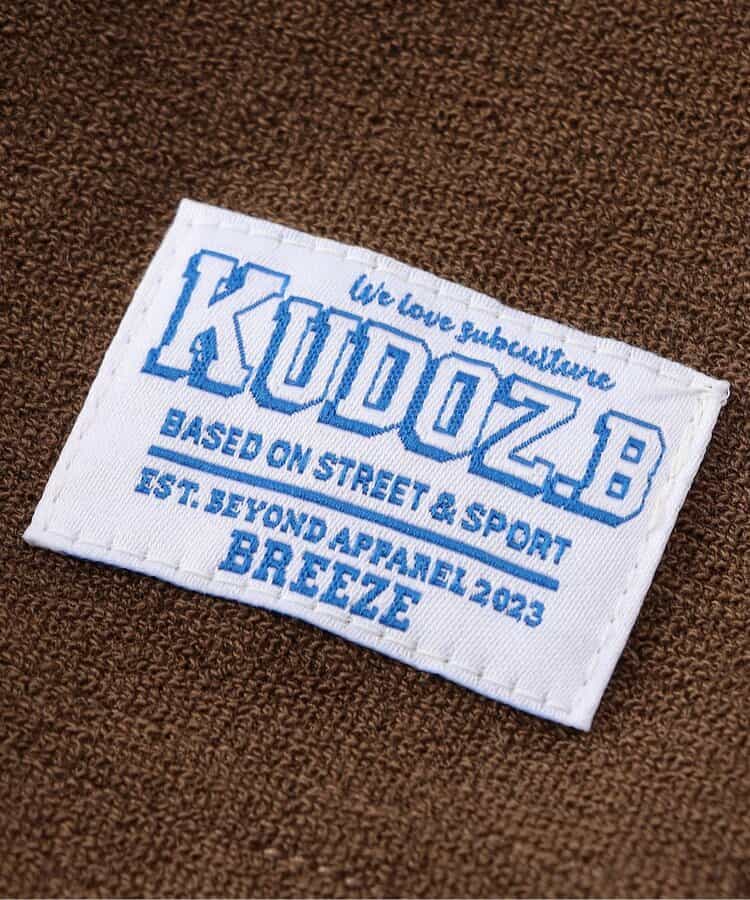 We love subculture
KUDOZ.B
BASED ON STREET & SPORT
EST. BEYOND APPAREL 2023
BREEZE